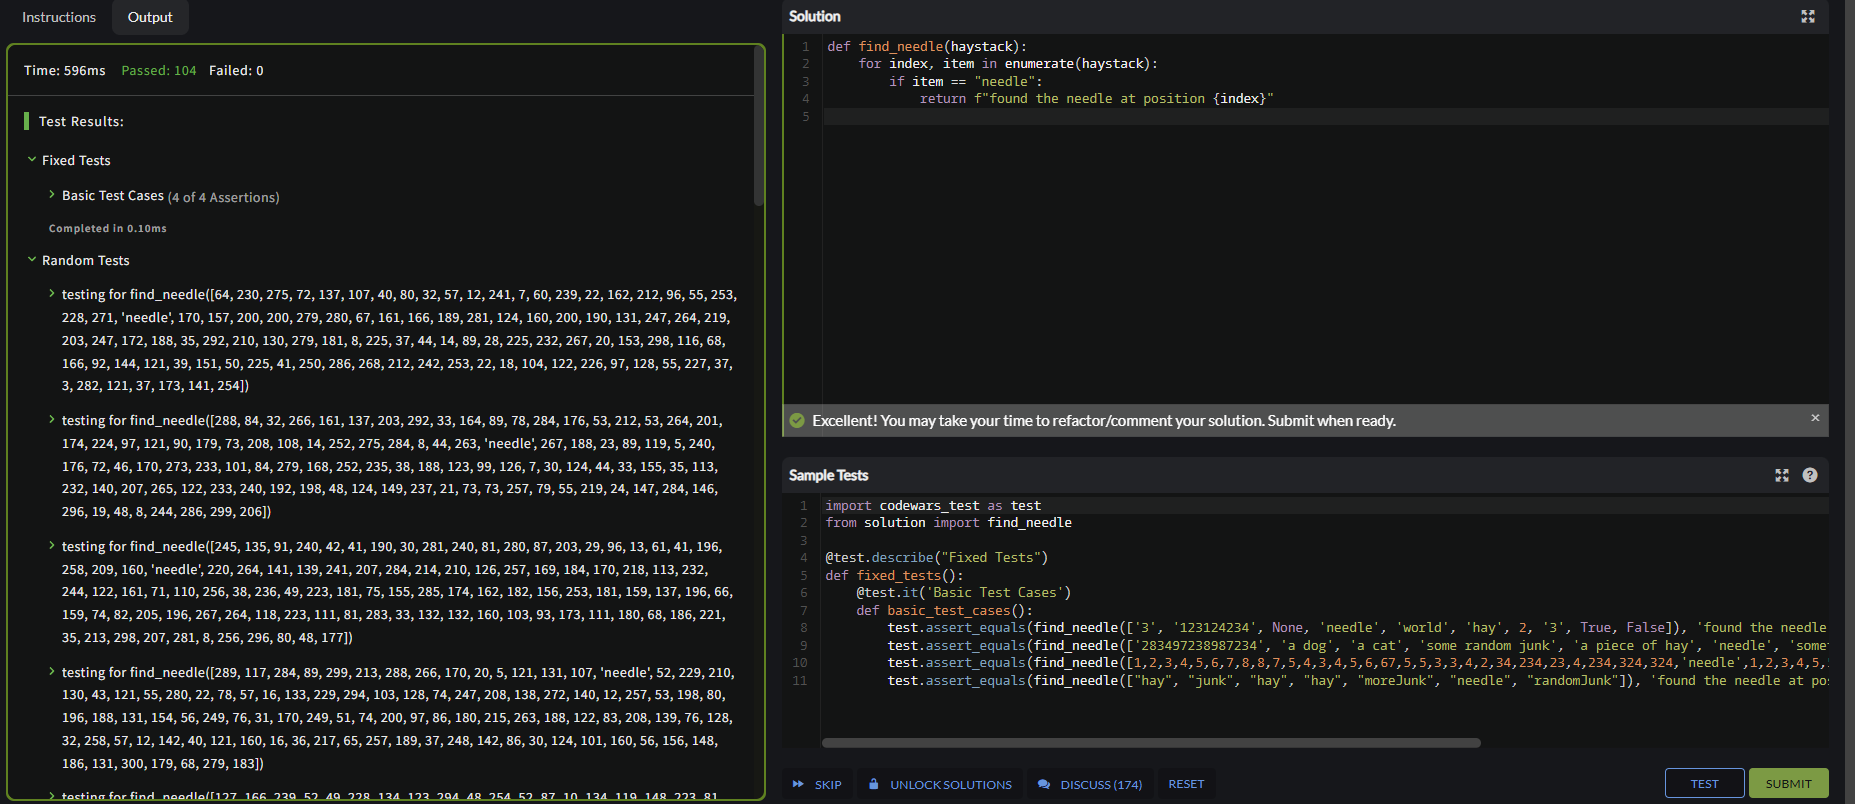 Instructions
Output
Time: 596ms Passed: 104 Failed: 0
Test Results:
Fixed Tests
Basic Test Cases (4 of 4 Assertions)
Completed in 0.10ms
Random Tests
testing for find_needle([64, 230, 275, 72, 137, 107, 40, 80, 32, 57, 12, 241, 7, 60, 239, 22, 162, 212, 96, 55, 253,
228, 271, 'needle', 170, 157, 200, 200, 279, 280, 67, 161, 166, 189, 281, 124, 160, 200, 190, 131, 247, 264, 219,
203, 247, 172, 188, 35, 292, 210, 130, 279, 181, 8, 225, 37, 44, 14, 89, 28, 225, 232, 267, 20, 153, 298, 116, 68,
166, 92, 144, 121, 39, 151, 50, 225, 41, 250, 286, 268, 212, 242, 253, 22, 18, 104, 122, 226, 97, 128, 55, 227, 37,
3, 282, 121, 37, 173, 141, 254])
testing for find_needle([288, 84, 32, 266, 161, 137, 203, 292, 33, 164, 89, 78, 284, 176, 53, 212, 53, 264, 201,
174, 224, 97, 121, 90, 179, 73, 208, 108, 14, 252, 275, 284, 8, 44, 263, 'needle', 267, 188, 23, 89, 119, 5, 240,
176, 72, 46, 170, 273, 233, 101, 84, 279, 168, 252, 235, 38, 188, 123, 99, 126, 7, 30, 124, 44, 33, 155, 35, 113,
232, 140, 207, 265, 122, 233, 240, 192, 198, 48, 124, 149, 237, 21, 73, 73, 257, 79, 55, 219, 24, 147, 284, 146,
296, 19, 48, 8, 244, 286, 299, 206])
testing for find_needle([245, 135, 91, 240, 42, 41, 190, 30, 281, 240, 81, 280, 87, 203, 29, 96, 13, 61, 41, 196,
258, 209, 160, 'needle', 220, 264, 141, 139, 241, 207, 284, 214, 210, 126, 257, 169, 184, 170, 218, 113, 232,
244, 122, 161, 71, 110, 256, 38, 236, 49, 223, 181, 75, 155, 285, 174, 162, 182, 156, 253, 181, 159, 137, 196, 66,
159, 74, 82, 205, 196, 267, 264, 118, 223, 111, 81, 283, 33, 132, 132, 160, 103, 93, 173, 111, 180, 68, 186, 221,
35, 213, 298, 207, 281, 8, 256, 296, 80, 48, 177])
testing for find_needle([289, 117, 284, 89, 299, 213, 288, 266, 170, 20, 5, 121, 131, 107, 'needle', 52, 229, 210,
130, 43, 121, 55, 280, 22, 78, 57, 16, 133, 229, 294, 103, 128, 74, 247, 208, 138, 272, 140, 12, 257, 53, 198, 80,
196, 188, 131, 154, 56, 249, 76, 31, 170, 249, 51, 74, 200, 97, 86, 180, 215, 263, 188, 122, 83, 208, 139, 76, 128,
32, 258, 57, 12, 142, 40, 121, 160, 16, 36, 217, 65, 257, 189, 37, 248, 142, 86, 30, 124, 101, 160, 56, 156, 148,
186, 131, 300, 179, 68, 279, 183])
testing for find_needle([127, 166, 239, 52, 49, 228, 134, 123, 294, 48, 254, 52, 87, 10, 134, 119, 148, 223, 81,
Solution
1 def find_needle(haystack):
2 for index, item in enumerate(haystack):
3 if item == "needle":
4 return f"found the needle at position {index}"
5
Excellent! You may take your time to refactor/comment your solution. Submit when ready.
Sample Tests
1 import codewars_test as test
2 from solution import find_needle
3
4 @test.describe("Fixed Tests")
5 def fixed_tests():
6 @test.it('Basic Test Cases')
7 def basic_test_cases():
8 test.assert_equals(find_needle(['3', '123124234', None, 'needle', 'world', 'hay', 2, '3', True, False]), 'found the needle
9 test.assert_equals(find_needle(['283497238987234', 'a dog', 'a cat', 'some random junk', 'a piece of hay', 'needle', 'some
10 test.assert_equals(find_needle([1,2,3,4,5,6,7,8,8,7,5,4,3,4,5,6,67,5,5,3,3,4,2,34,234,23,4,234,324,324,'needle',1,2,3,4,5,
11 test.assert_equals(find_needle(["hay", "junk", "hay", "hay", "moreJunk", "needle", "randomJunk"]), 'found the needle at po
SKIP
UNLOCK SOLUTIONS
DISCUSS (174)
RESET
TEST
SUBMIT